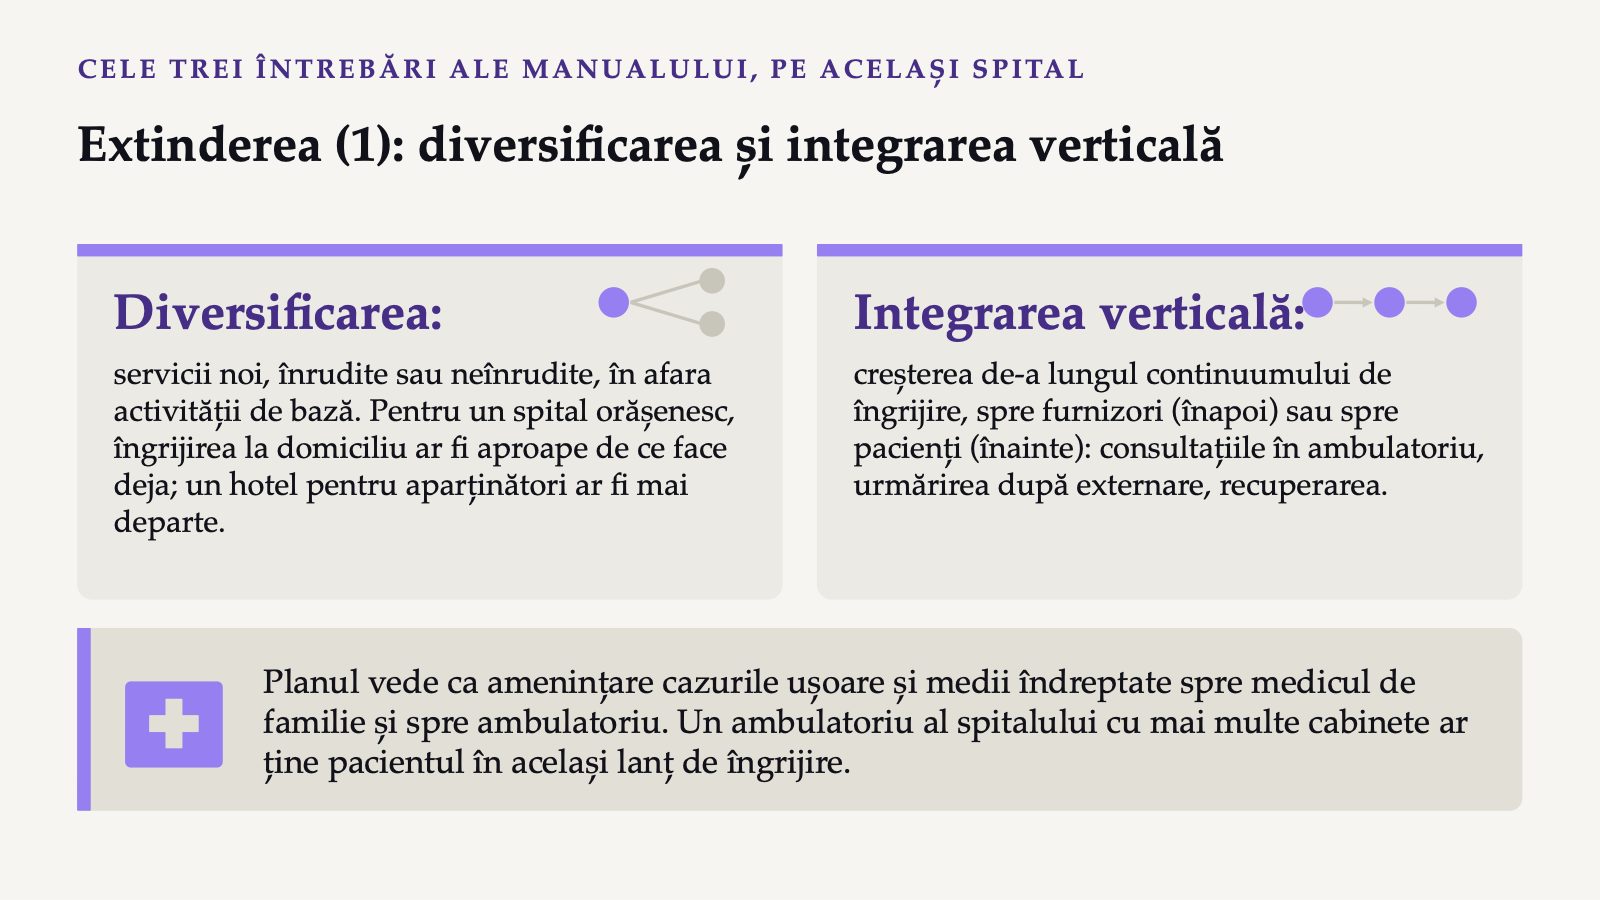 CELE TREI ÎNTREBĂRI ALE MANUALULUI, PE ACELAȘI SPITAL
Extinderea (1): diversificarea și integrarea verticală
Diversificarea:
servicii noi, înrudite sau neînrudite, în afara
activității de bază. Pentru un spital orășenesc,
îngrijirea la domiciliu ar fi aproape de ce face
deja; un hotel pentru aparținători ar fi mai
departe.
Integrarea verticală:
creșterea de-a lungul continuumului de
îngrijire, spre furnizori (înapoi) sau spre
pacienți (înainte): consultațiile în ambulatoriu,
urmărirea după externare, recuperarea.
Planul vede ca amenințare cazurile ușoare și medii îndreptate spre medicul de
familie și spre ambulatoriu. Un ambulatoriu al spitalului cu mai multe cabinete ar
ține pacientul în același lanț de îngrijire.